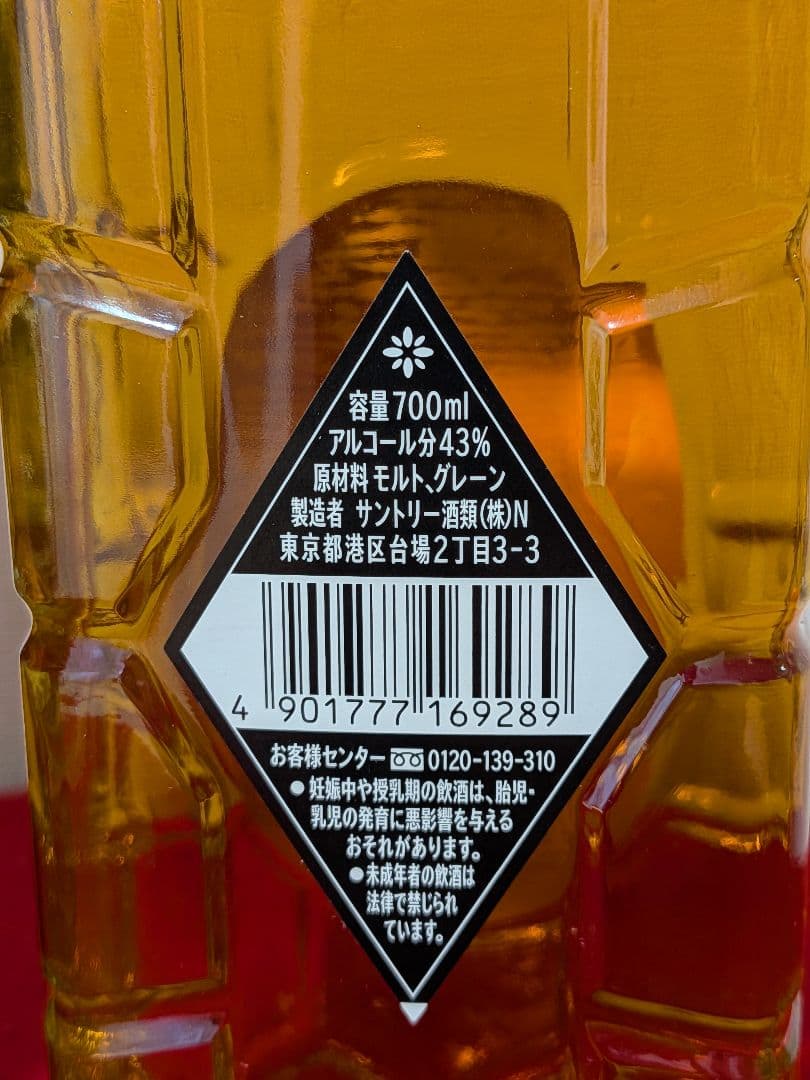 容量700ml
アルコール分43%
原材料 モルト、グレーン
製造者 サントリー酒類(株)N
東京都港区台場2丁目3-3
4 901777 169289
お客様センター 0120-139-310
● 妊娠中や授乳期の飲酒は、胎児・
乳児の発育に悪影響を与える
おそれがあります。
● 未成年者の飲酒は
法律で禁じられ
ています。